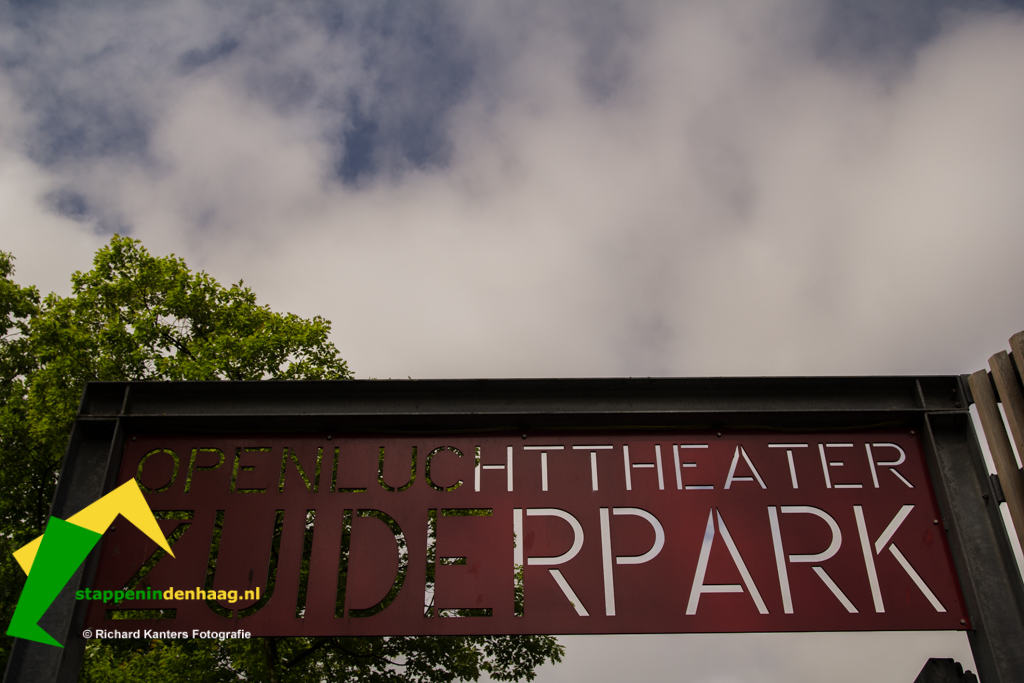 OPENLUCHTTHEATER
ZUIDERPARK
stappenindenhaag.nl
© Richard Kanters Fotografie